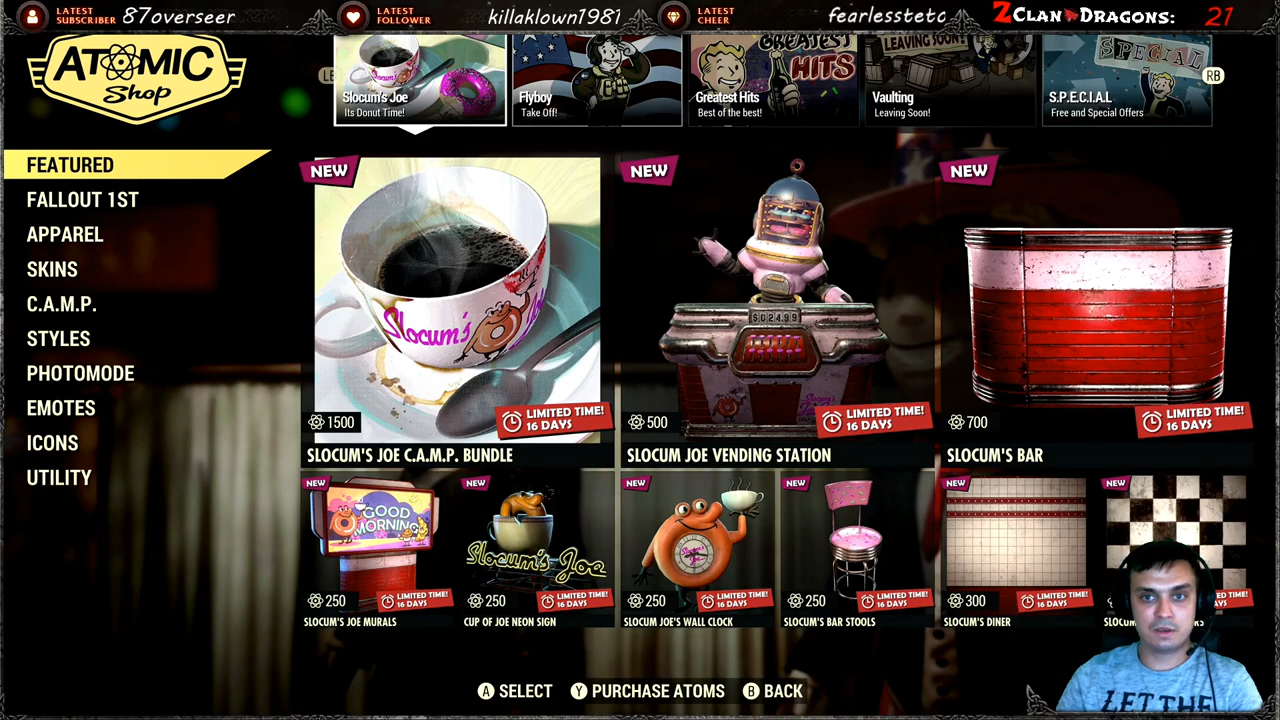 LATEST SUBSCRIBER 87overseer
LATEST FOLLOWER killaklown1981
LATEST CHEER fearlesstetc
ZClan Dragons: 21
ATOMIC
Shop
Slocum's Joe
Its Donut Time!
Flyboy
Take Off!
GREATEST
HITS
Greatest Hits
Best of the best!
LEAVING SOON!
Vaulting
Leaving Soon!
SPECIAL
S.P.E.C.I.A.L
Free and Special Offers
RB
FEATURED
FALLOUT 1ST
APPAREL
SKINS
C.A.M.P.
STYLES
PHOTOMODE
EMOTES
ICONS
UTILITY
NEW
Slocum's
1500
LIMITED TIME!
16 DAYS
SLOCUM'S JOE C.A.M.P. BUNDLE
NEW
$024.99
500
LIMITED TIME!
16 DAYS
SLOCUM JOE VENDING STATION
NEW
700
LIMITED TIME!
16 DAYS
SLOCUM'S BAR
NEW
GOOD
MORNING
250
LIMITED TIME!
16 DAYS
SLOCUM'S JOE MURALS
NEW
Slocum's Joe
250
LIMITED TIME!
16 DAYS
CUP OF JOE NEON SIGN
NEW
250
LIMITED TIME!
16 DAYS
SLOCUM JOE'S WALL CLOCK
NEW
250
LIMITED TIME!
16 DAYS
SLOCUM'S BAR STOOLS
NEW
300
LIMITED TIME!
16 DAYS
SLOCUM'S DINER
NEW
LET THE
A SELECT
Y PURCHASE ATOMS
B BACK